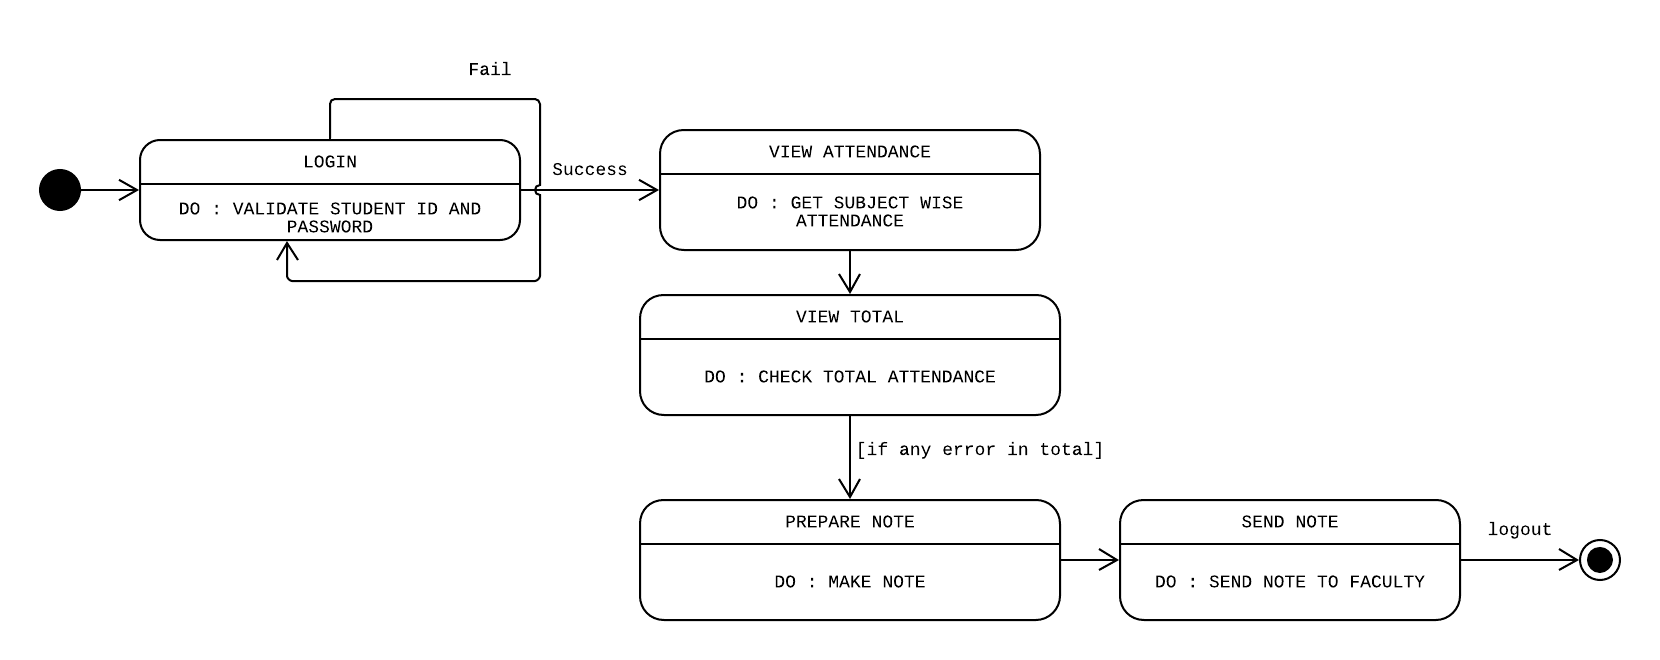 Fail
LOGIN
DO : VALIDATE STUDENT ID AND
PASSWORD
Success
VIEW ATTENDANCE
DO : GET SUBJECT WISE
ATTENDANCE
VIEW TOTAL
DO : CHECK TOTAL ATTENDANCE
[if any error in total]
PREPARE NOTE
DO : MAKE NOTE
SEND NOTE
DO : SEND NOTE TO FACULTY
logout